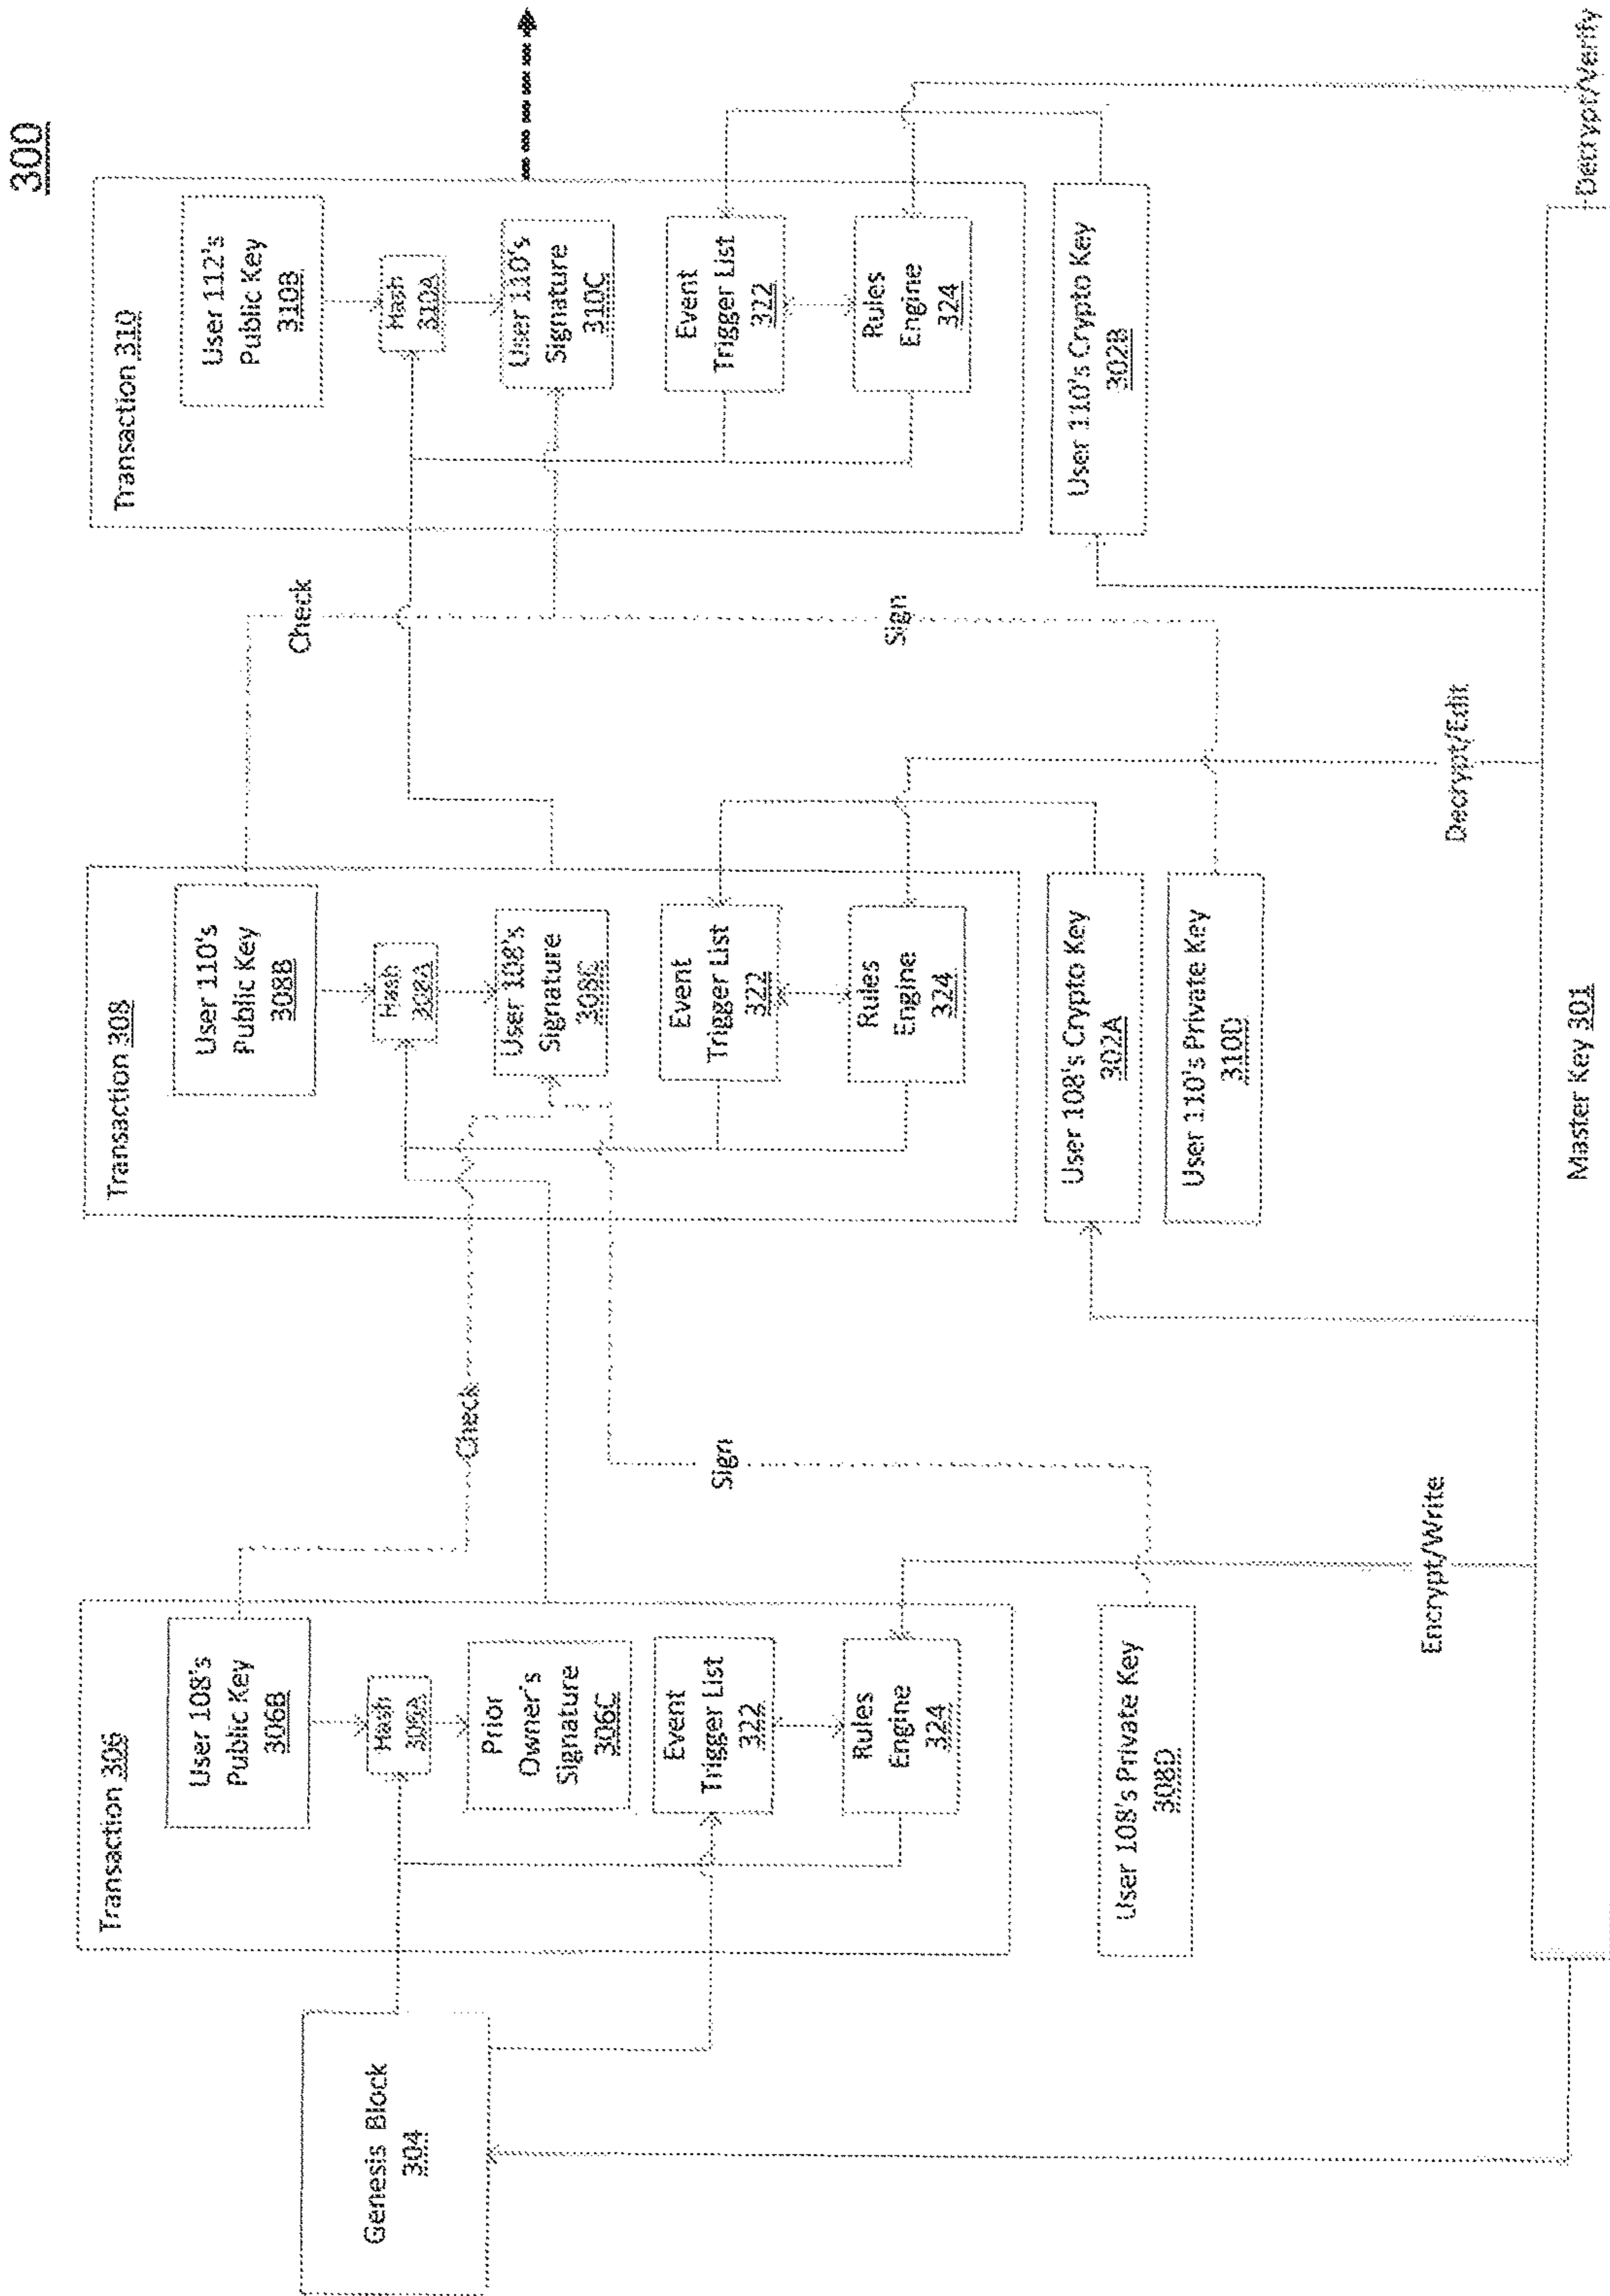 300
Genesis Block
304
Transaction 306
User 108's
Public Key
306B
Hash
306A
Prior
Owner's
Signature
306C
Event
Trigger List
322
Rules
Engine
324
User 108's Private Key
308D
Check
Sign
Encrypt/Write
Transaction 308
User 110's
Public Key
308B
Hash
308A
User 108's
Signature
308C
Event
Trigger List
322
Rules
Engine
324
User 108's Crypto Key
302A
User 110's Private Key
310D
Check
Sign
Decrypt/Edit
Transaction 310
User 112's
Public Key
310B
Hash
310A
User 110's
Signature
310C
Event
Trigger List
322
Rules
Engine
324
User 110's Crypto Key
302B
Decrypt/Verify
Master Key 301